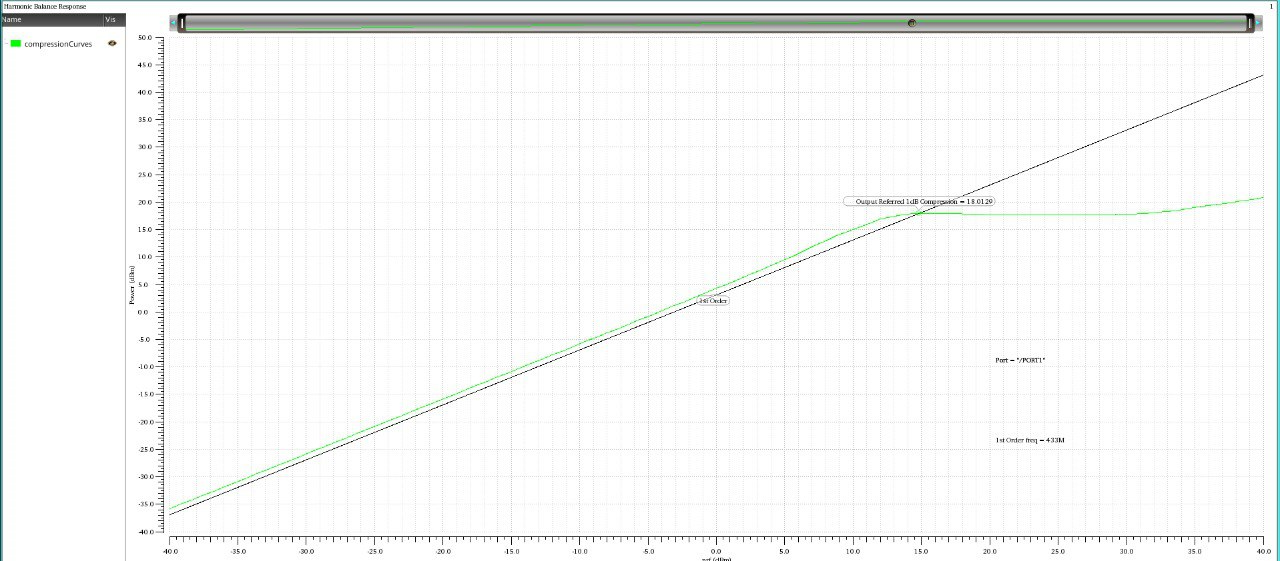 Harmonic Balance Response
1
Name
Vis
compressionCurves
50.0
45.0
40.0
35.0
30.0
25.0
20.0
15.0
10.0
5.0
0.0
-5.0
-10.0
-15.0
-20.0
-25.0
-30.0
-35.0
-40.0
Power (dBm)
Output Referred 1dB Compression = 18.0129
1st Order
Port = "/PORT1"
1st Order freq = 433M
-40.0 -35.0 -30.0 -25.0 -20.0 -15.0 -10.0 -5.0 0.0 5.0 10.0 15.0 20.0 25.0 30.0 35.0 40.0